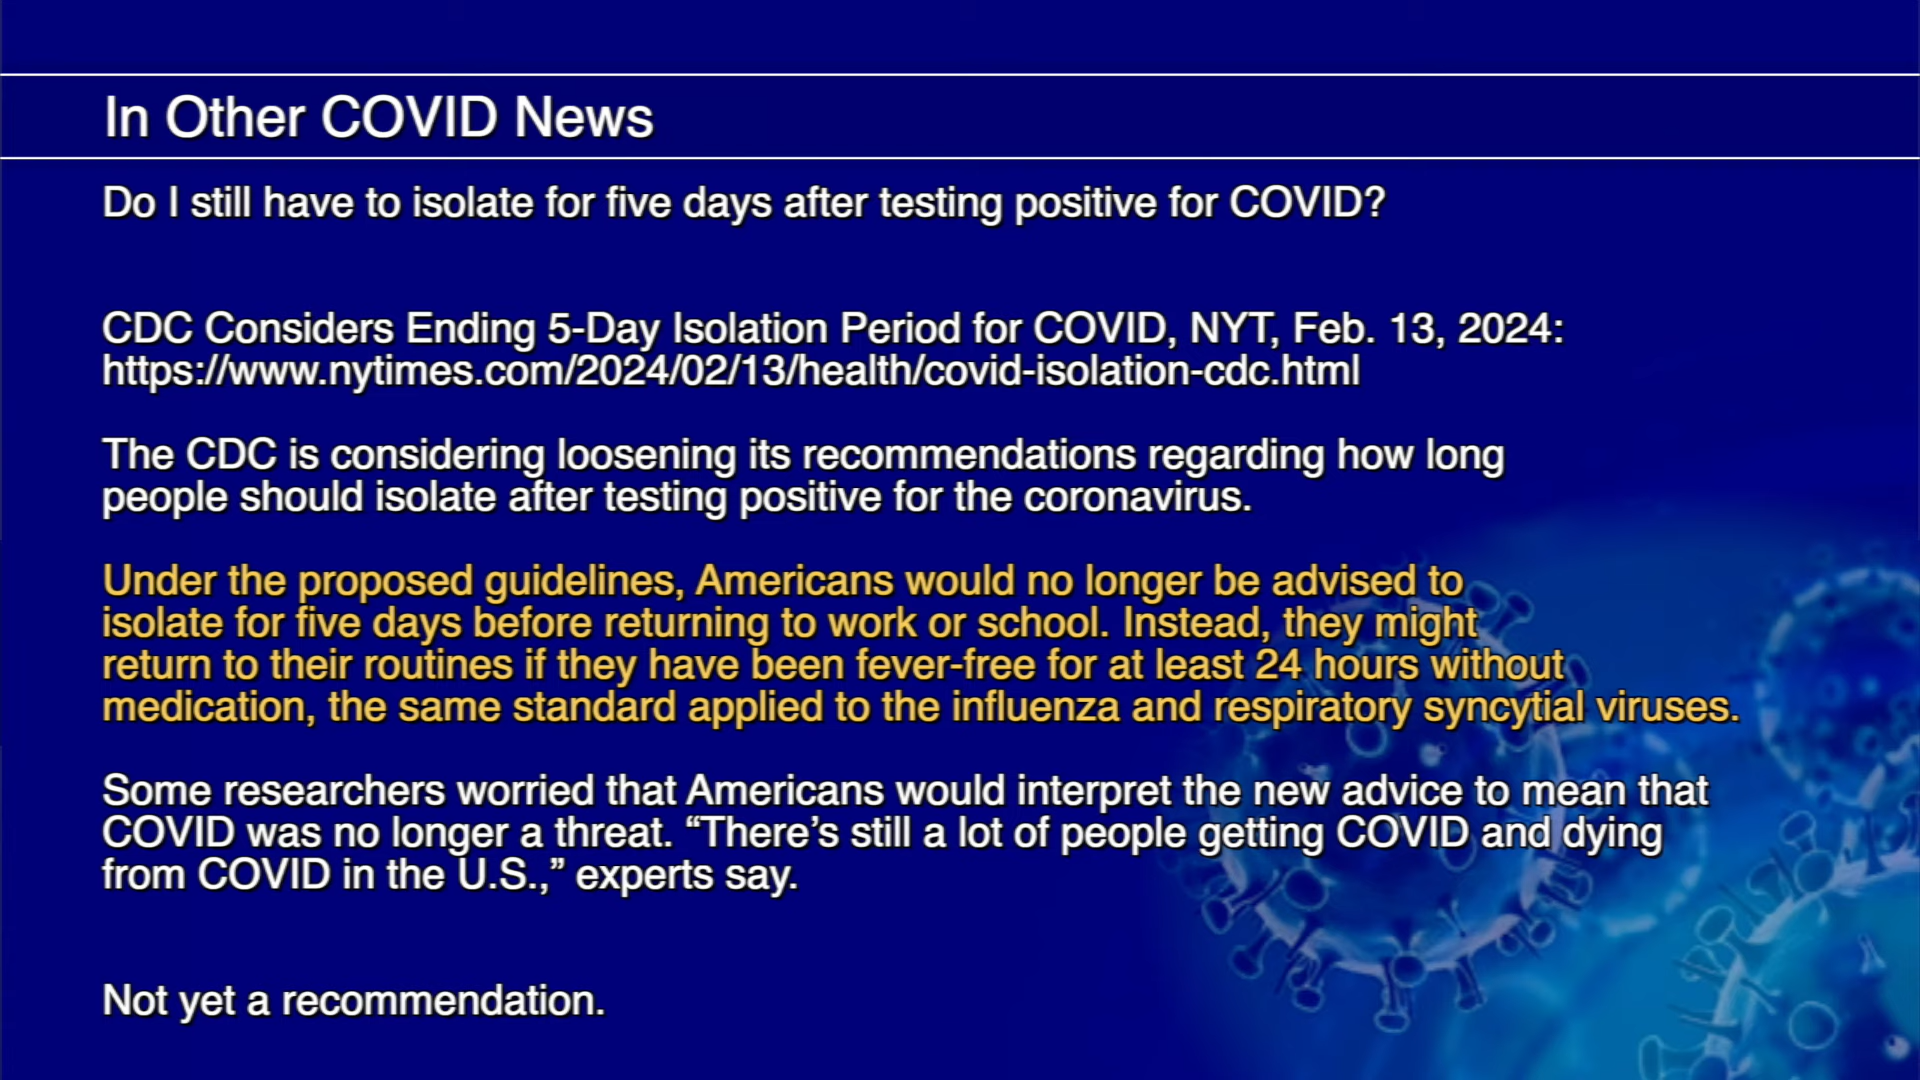 In Other COVID News
Do I still have to isolate for five days after testing positive for COVID?
CDC Considers Ending 5-Day Isolation Period for COVID, NYT, Feb. 13, 2024:
https://www.nytimes.com/2024/02/13/health/covid-isolation-cdc.html
The CDC is considering loosening its recommendations regarding how long
people should isolate after testing positive for the coronavirus.
Under the proposed guidelines, Americans would no longer be advised to
isolate for five days before returning to work or school. Instead, they might
return to their routines if they have been fever-free for at least 24 hours without
medication, the same standard applied to the influenza and respiratory syncytial viruses.
Some researchers worried that Americans would interpret the new advice to mean that
COVID was no longer a threat. “There’s still a lot of people getting COVID and dying
from COVID in the U.S.,” experts say.
Not yet a recommendation.